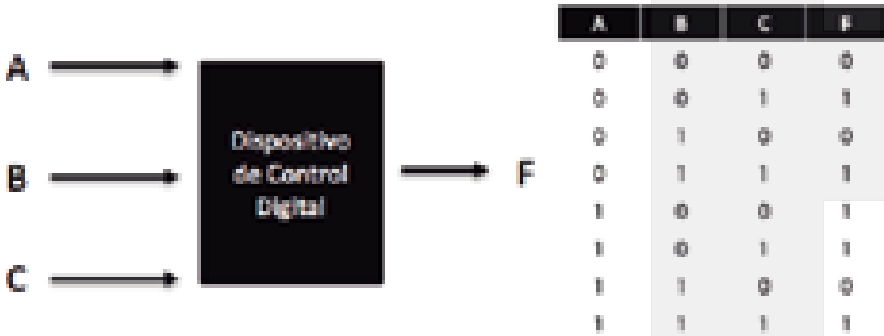 A
B
C
Dispositivo
de Control
Digital
F
A B C F
0 0 0 0
0 0 1 1
0 1 0 0
0 1 1 1
1 0 0 1
1 0 1 1
1 1 0 0
1 1 1 1